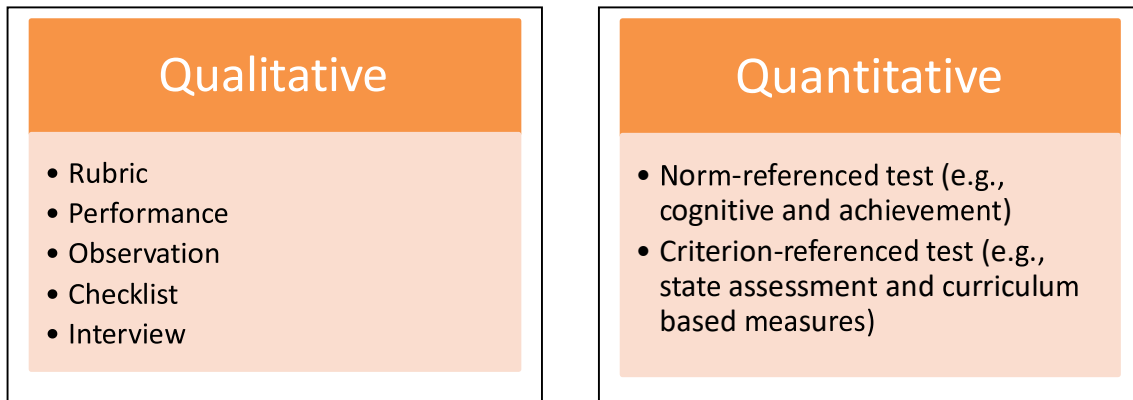 Qualitative
• Rubric
• Performance
• Observation
• Checklist
• Interview
Quantitative
• Norm-referenced test (e.g.,
cognitive and achievement)
• Criterion-referenced test (e.g.,
state assessment and curriculum
based measures)